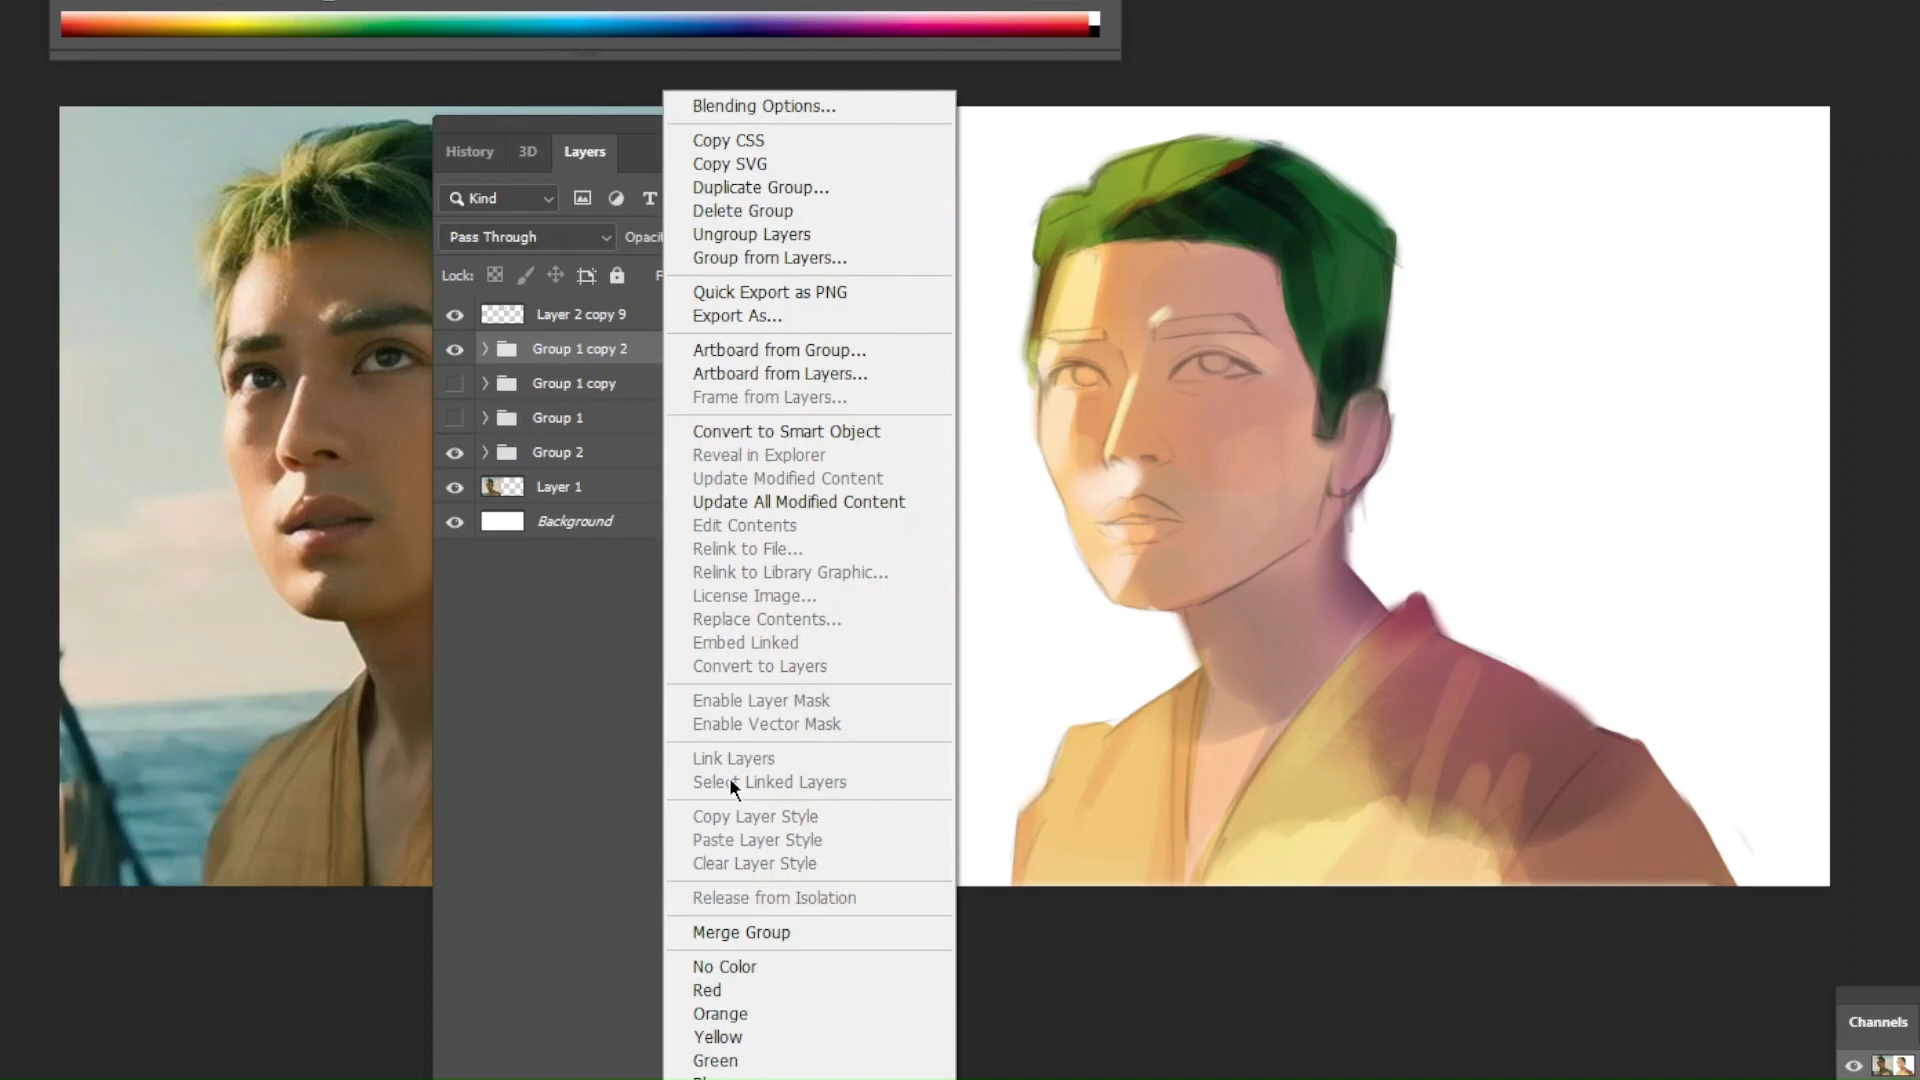 History 3D Layers
Kind T
Pass Through
Lock:
Layer 2 copy 9
Group 1 copy 2
Group 1 copy
Group 1
Group 2
Layer 1
Background
Blending Options...
Copy CSS
Copy SVG
Duplicate Group...
Delete Group
Ungroup Layers
Group from Layers...
Quick Export as PNG
Export As...
Artboard from Group...
Artboard from Layers...
Frame from Layers...
Convert to Smart Object
Reveal in Explorer
Update Modified Content
Update All Modified Content
Edit Contents
Relink to File...
Relink to Library Graphic...
License Image...
Replace Contents...
Embed Linked
Convert to Layers
Enable Layer Mask
Enable Vector Mask
Link Layers
Select Linked Layers
Copy Layer Style
Paste Layer Style
Clear Layer Style
Release from Isolation
Merge Group
No Color
Red
Orange
Yellow
Green
Channels